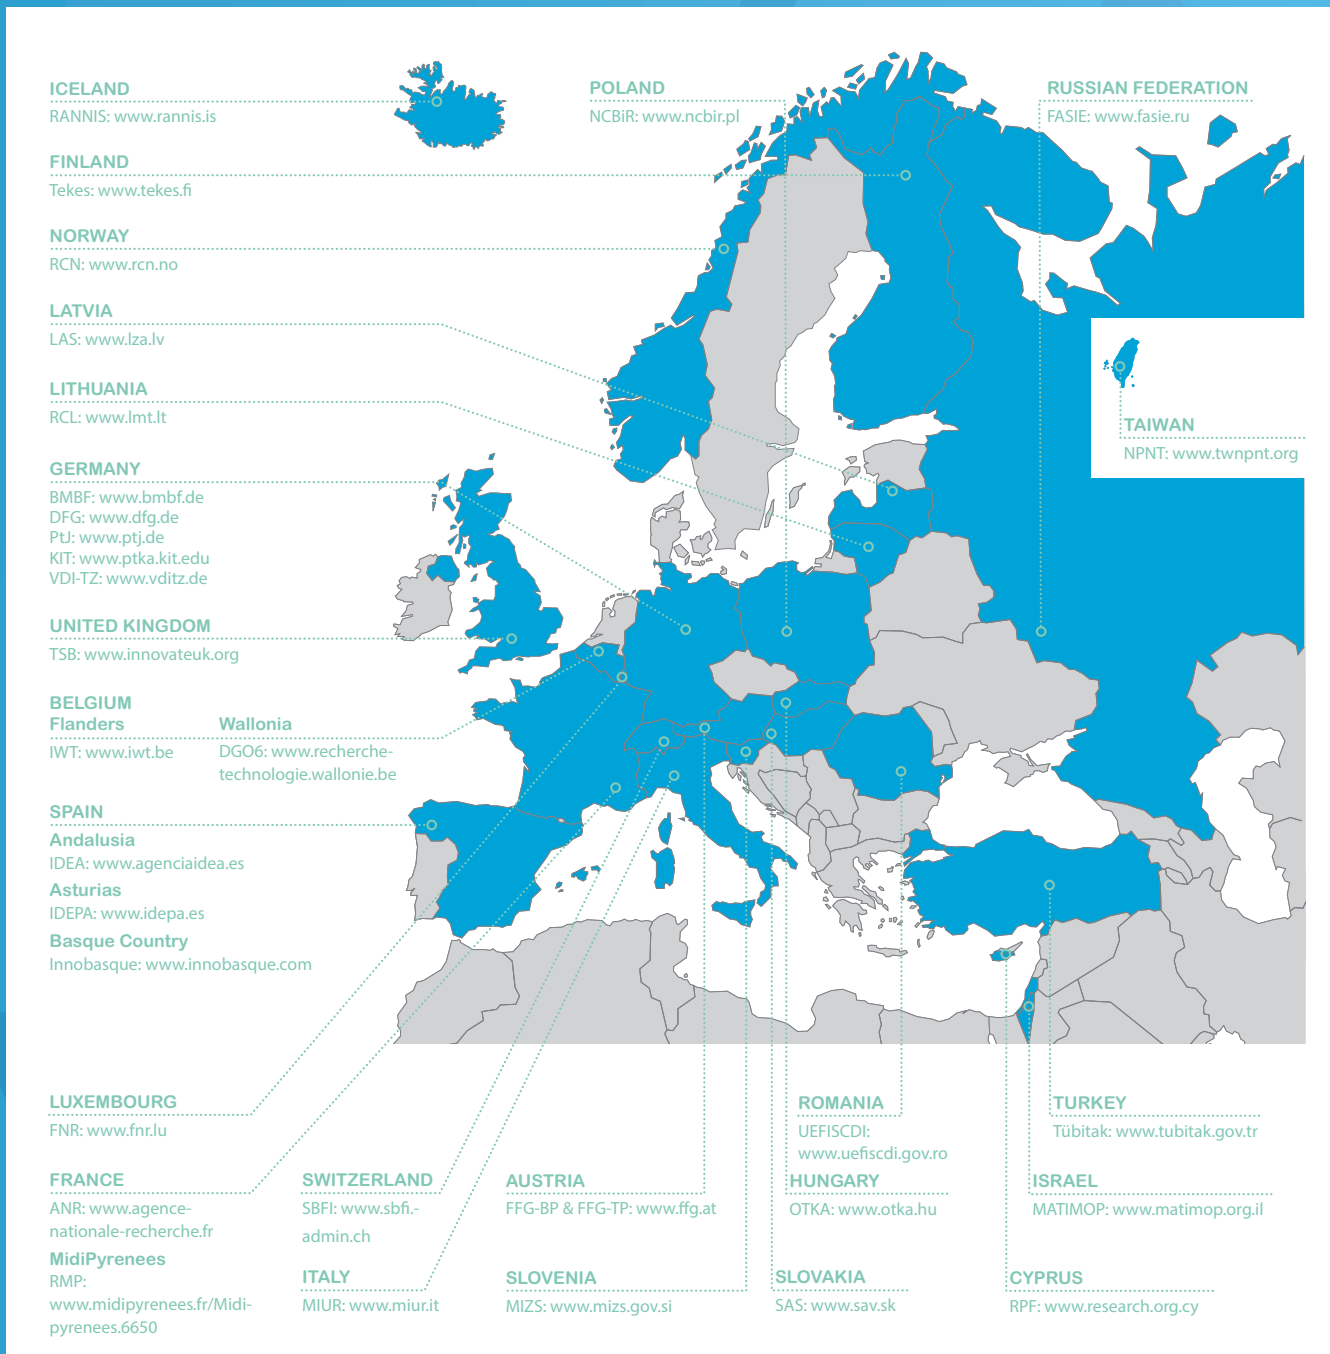 ICELAND
RANNIS: www.rannis.is
FINLAND
Tekes: www.tekes.fi
NORWAY
RCN: www.rcn.no
LATVIA
LAS: www.lza.lv
LITHUANIA
RCL: www.lmt.lt
GERMANY
BMBF: www.bmbf.de
DFG: www.dfg.de
PtJ: www.ptj.de
KIT: www.ptka.kit.edu
VDI-TZ: www.vditz.de
UNITED KINGDOM
TSB: www.innovateuk.org
BELGIUM
Flanders
IWT: www.iwt.be
Wallonia
DGO6: www.recherche-
technologie.wallonie.be
SPAIN
Andalusia
IDEA: www.agenciaidea.es
Asturias
IDEPA: www.idepa.es
Basque Country
Innobasque: www.innobasque.com
POLAND
NCBiR: www.ncbir.pl
RUSSIAN FEDERATION
FASIE: www.fasie.ru
TAIWAN
NPNT: www.twnpnt.org
LUXEMBOURG
FNR: www.fnr.lu
FRANCE
ANR: www.agence-
nationale-recherche.fr
MidiPyrenees
RMP:
www.midipyrenees.fr/Midi-
pyrenees.6650
SWITZERLAND
SBFI: www.sbfi.-
admin.ch
ITALY
MIUR: www.miur.it
AUSTRIA
FFG-BP & FFG-TP: www.ffg.at
SLOVENIA
MIZS: www.mizs.gov.si
ROMANIA
UEFISCDI:
www.uefiscdi.gov.ro
HUNGARY
OTKA: www.otka.hu
SLOVAKIA
SAS: www.sav.sk
TURKEY
Tübitak: www.tubitak.gov.tr
ISRAEL
MATIMOP: www.matimop.org.il
CYPRUS
RPF: www.research.org.cy